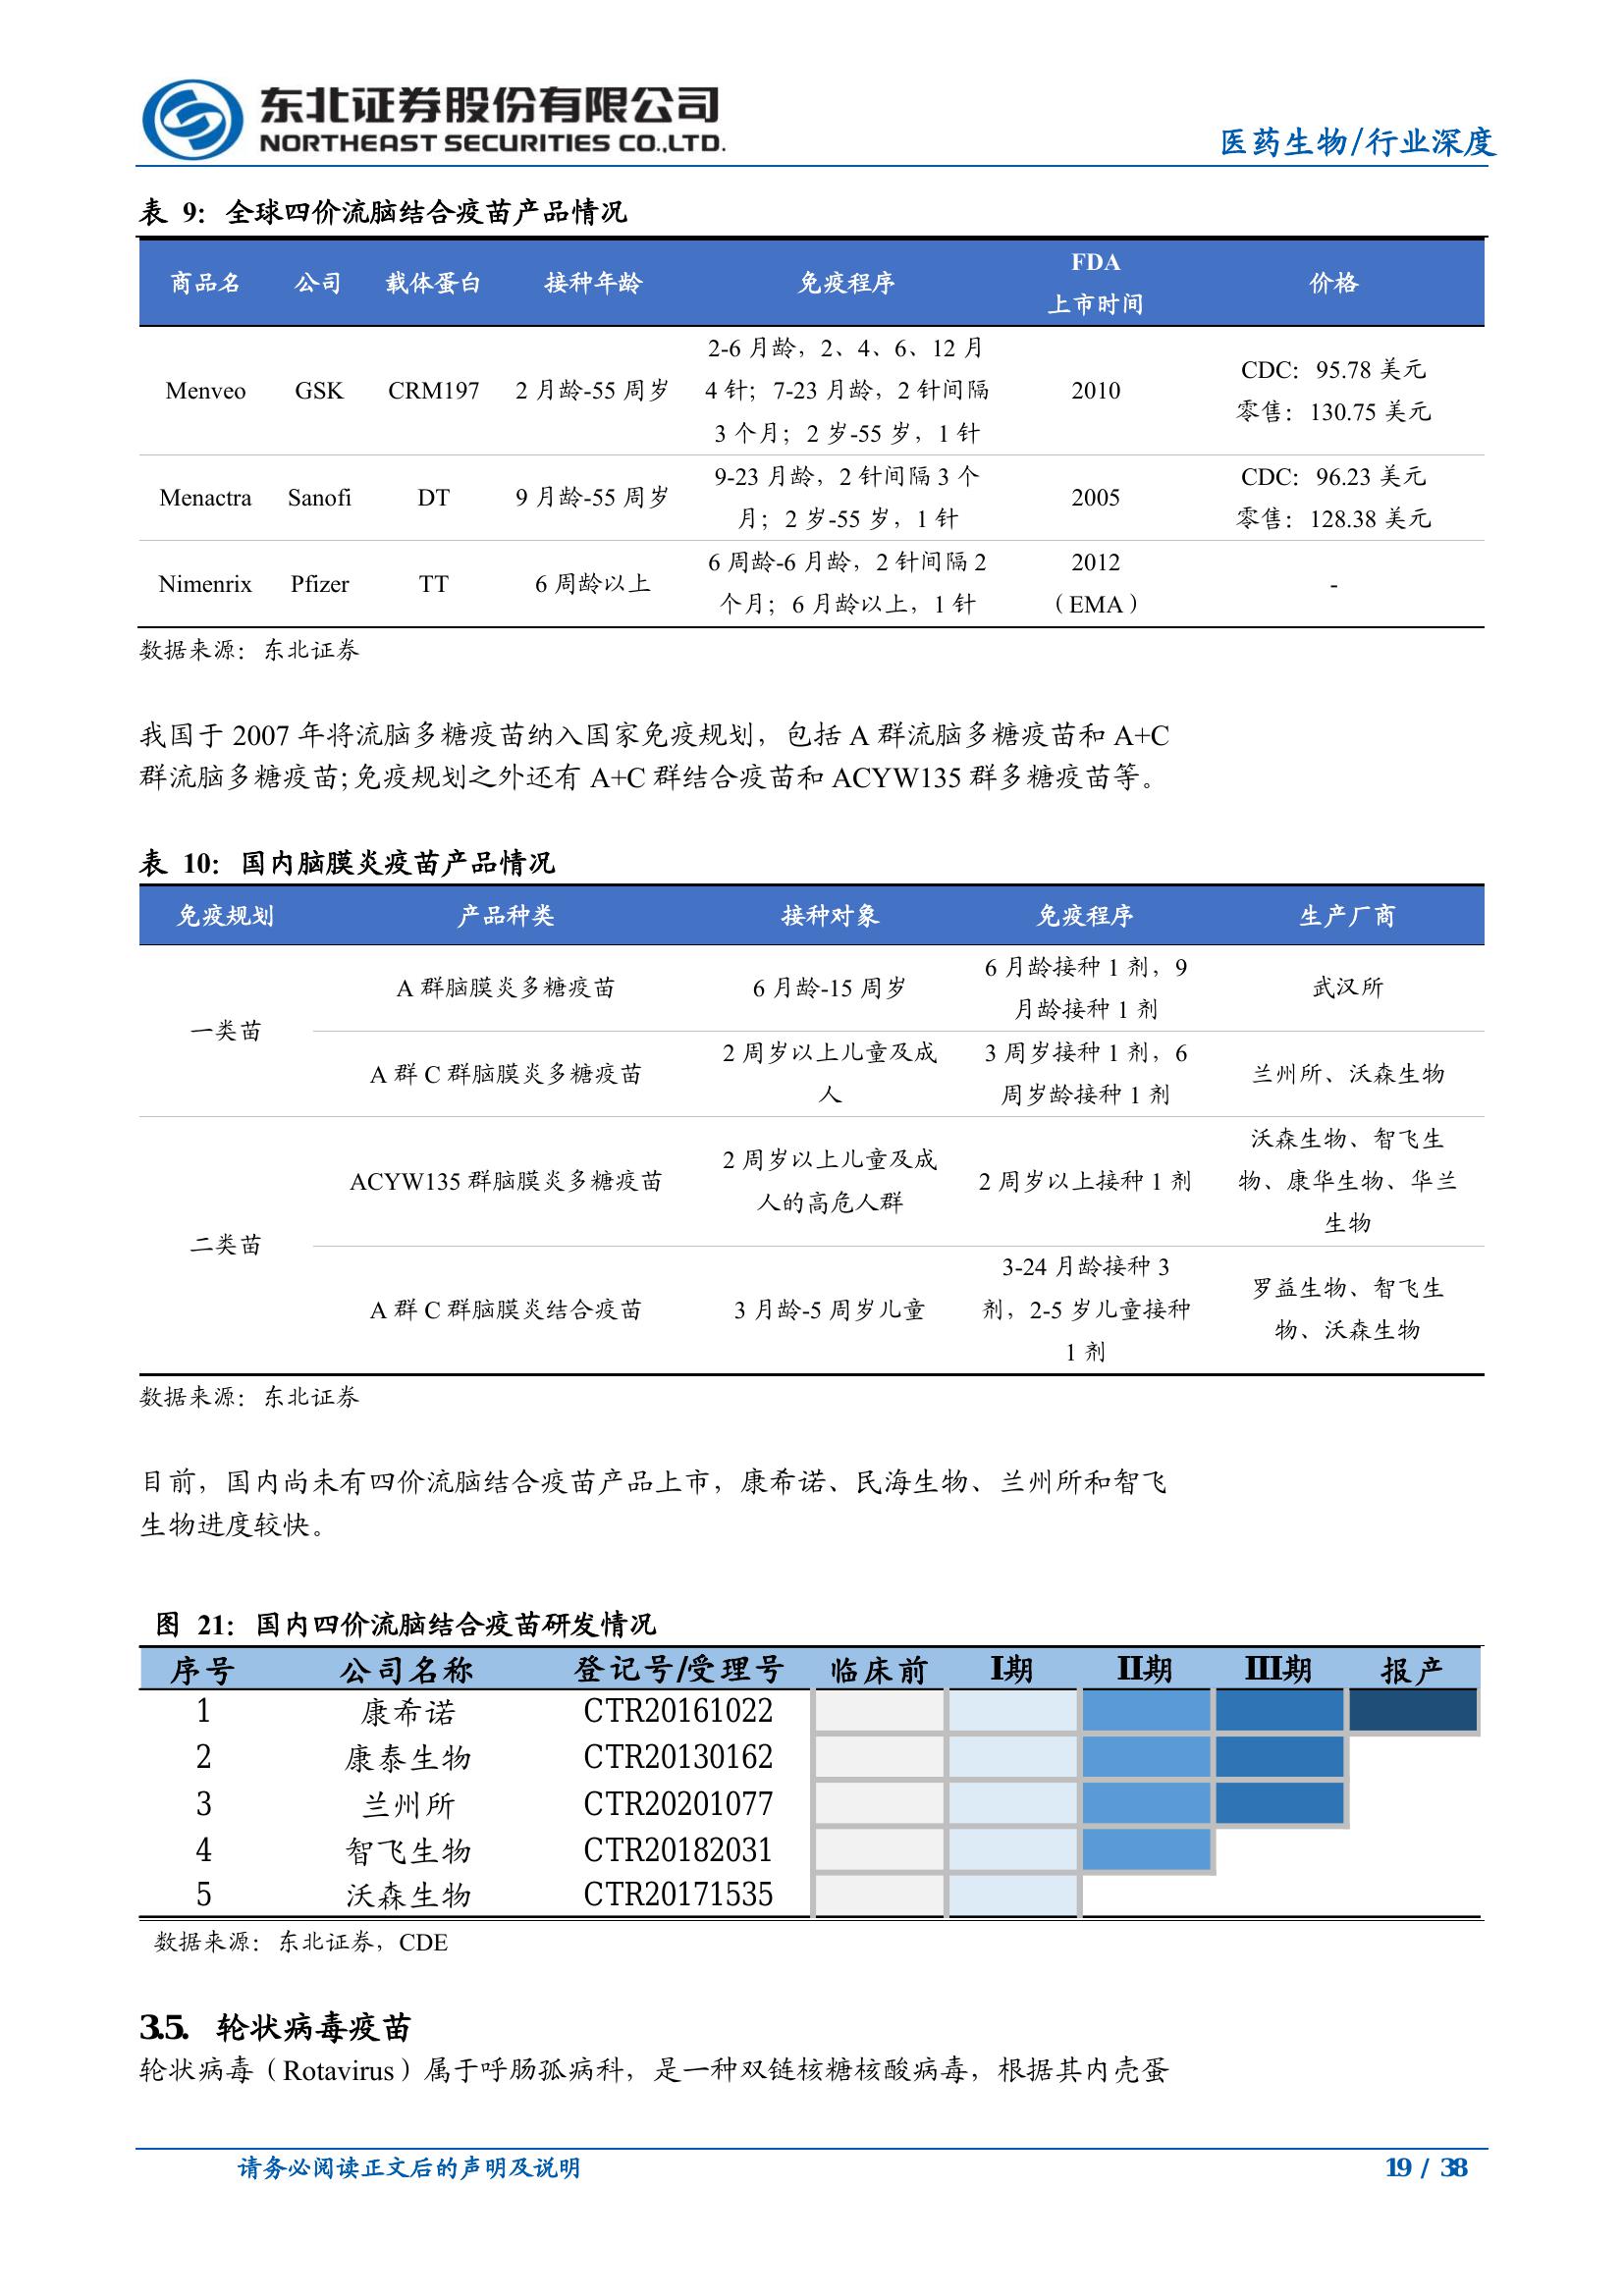 东北证券股份有限公司
NORTHEAST SECURITIES CO.,LTD.
医药生物/行业深度
表 9：全球四价流脑结合疫苗产品情况
商品名 公司 载体蛋白 接种年龄 免疫程序 FDA 上市时间 价格
Menveo GSK CRM197 2 月龄-55 周岁 2-6 月龄，2、4、6、12 月 4 针；7-23 月龄，2 针间隔 3 个月；2 岁-55 岁，1 针 2010 CDC：95.78 美元 零售：130.75 美元
Menactra Sanofi DT 9 月龄-55 周岁 9-23 月龄，2 针间隔 3 个月；2 岁-55 岁，1 针 2005 CDC：96.23 美元 零售：128.38 美元
Nimenrix Pfizer TT 6 周龄以上 6 周龄-6 月龄，2 针间隔 2 个月；6 月龄以上，1 针 2012（EMA） -
数据来源：东北证券
我国于 2007 年将流脑多糖疫苗纳入国家免疫规划，包括 A 群流脑多糖疫苗和 A+C
群流脑多糖疫苗;免疫规划之外还有 A+C 群结合疫苗和 ACYW135 群多糖疫苗等。
表 10：国内脑膜炎疫苗产品情况
免疫规划 产品种类 接种对象 免疫程序 生产厂商
一类苗 A 群脑膜炎多糖疫苗 6 月龄-15 周岁 6 月龄接种 1 剂，9 月龄接种 1 剂 武汉所
A 群 C 群脑膜炎多糖疫苗 2 周岁以上儿童及成人 3 周岁接种 1 剂，6 周岁龄接种 1 剂 兰州所、沃森生物
二类苗 ACYW135 群脑膜炎多糖疫苗 2 周岁以上儿童及成人的高危人群 2 周岁以上接种 1 剂 沃森生物、智飞生物、康华生物、华兰生物
A 群 C 群脑膜炎结合疫苗 3 月龄-5 周岁儿童 3-24 月龄接种 3 剂，2-5 岁儿童接种 1 剂 罗益生物、智飞生物、沃森生物
数据来源：东北证券
目前，国内尚未有四价流脑结合疫苗产品上市，康希诺、民海生物、兰州所和智飞
生物进度较快。
图 21：国内四价流脑结合疫苗研发情况
序号 公司名称 登记号/受理号 临床前 I期 II期 III期 报产
1 康希诺 CTR20161022
2 康泰生物 CTR20130162
3 兰州所 CTR20201077
4 智飞生物 CTR20182031
5 沃森生物 CTR20171535
数据来源：东北证券，CDE
3.5. 轮状病毒疫苗
轮状病毒（Rotavirus）属于呼肠孤病科，是一种双链核糖核酸病毒，根据其内壳蛋
请务必阅读正文后的声明及说明
19 / 38